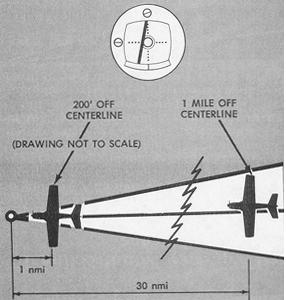 200' OFF
CENTERLINE
1 MILE OFF
CENTERLINE
(DRAWING NOT TO SCALE)
1 nmi
30 nmi